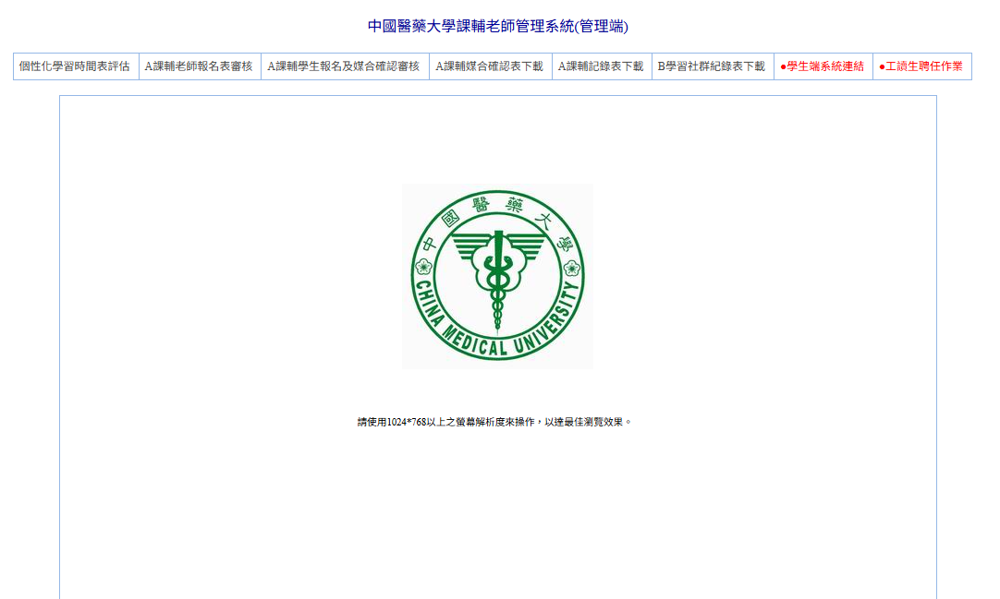 中國醫藥大學課輔老師管理系統(管理端)
個性化學習時間表評估
A課輔老師報名表審核
A課輔學生報名及媒合確認審核
A課輔媒合確認表下載
A課輔記錄表下載
B學習社群紀錄表下載
●學生端系統連結
●工讀生聘任作業
中國醫藥大學
CHINA MEDICAL UNIVERSITY
請使用1024*768以上之螢幕解析度來操作，以達最佳瀏覽效果。